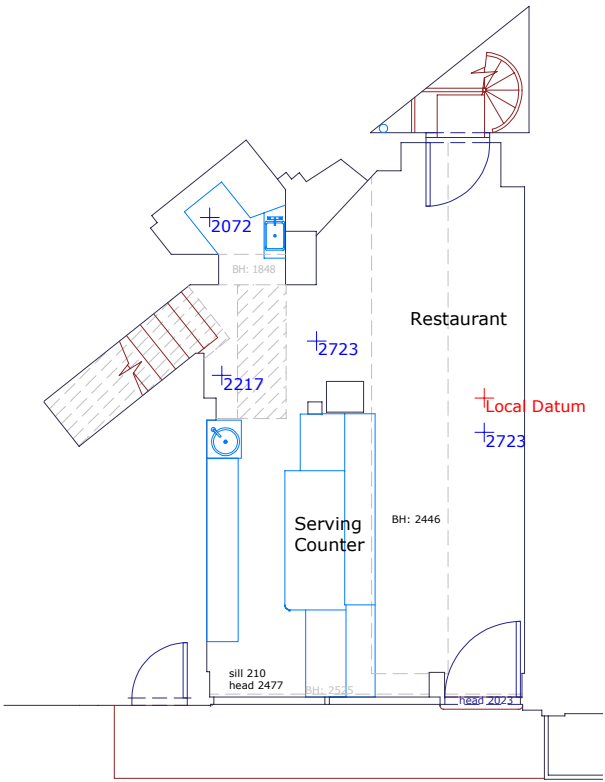 2072
BH: 1848
Restaurant
2723
2217
Local Datum
2723
Serving
Counter
BH: 2446
sill 210
head 2477
BH: 2525
head 2023